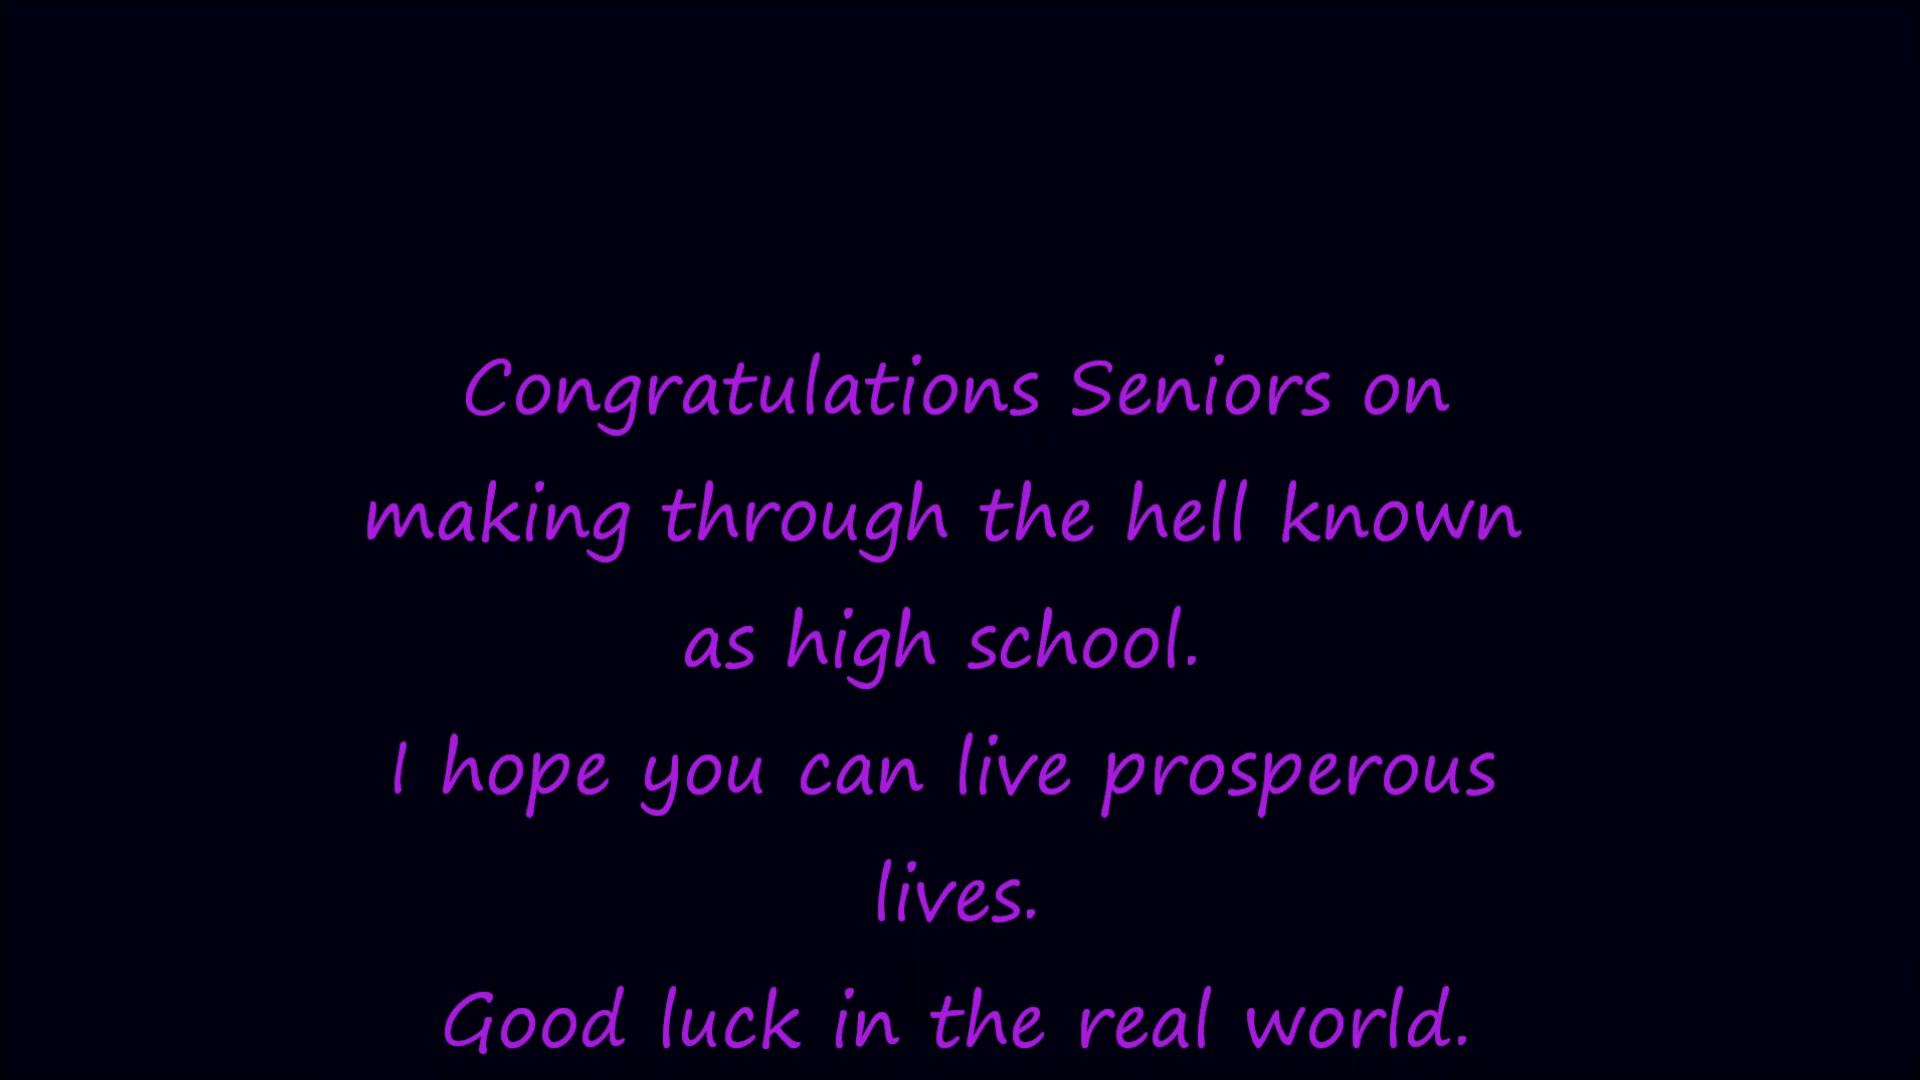 Congratulations Seniors on
making through the hell known
as high school.
I hope you can live prosperous
lives.
Good luck in the real world.